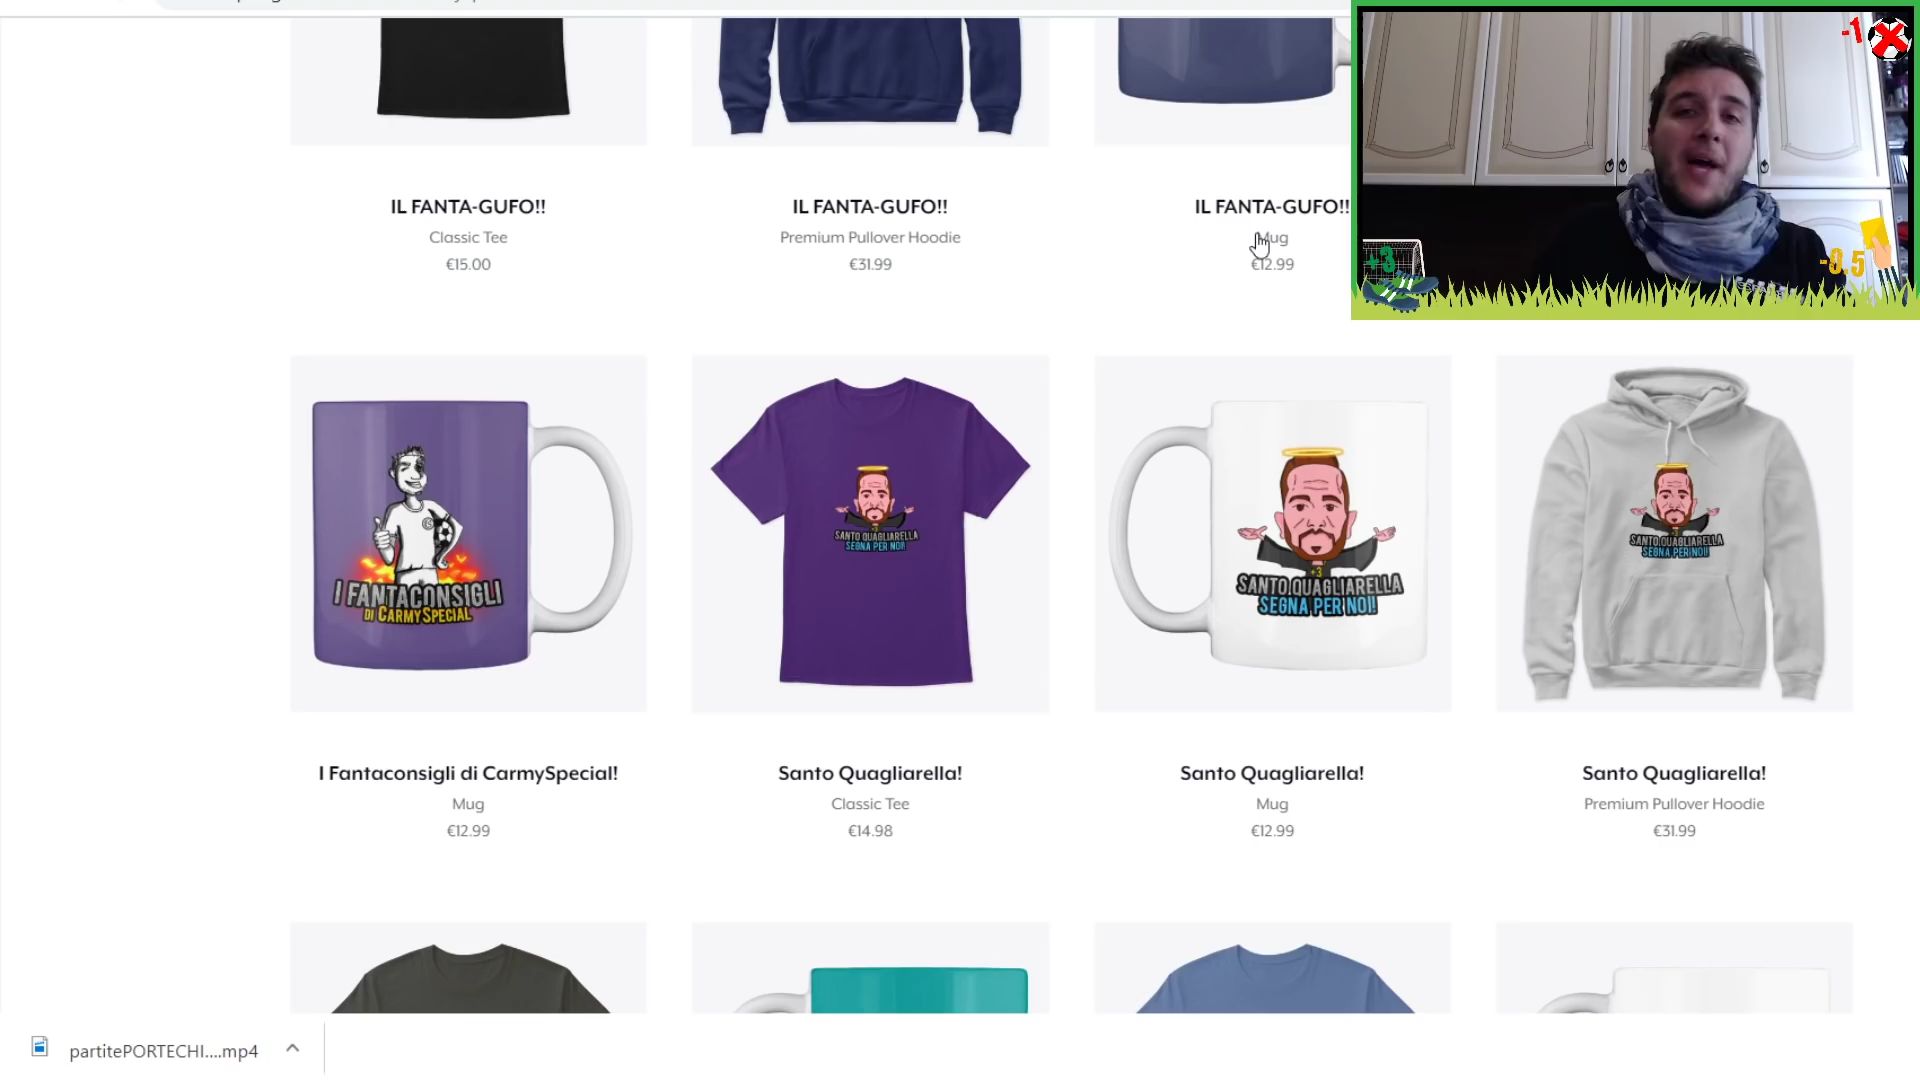 -1
+3
-0.5
IL FANTA-GUFO!!
Classic Tee
€15.00
IL FANTA-GUFO!!
Premium Pullover Hoodie
€31.99
IL FANTA-GUFO!!
Mug
€12.99
I FANTACONSIGLI
DI CARMYSPECIAL
SANTO QUAGLIARELLA
SEGNA PER NOI!
+3
SANTO QUAGLIARELLA
SEGNA PER NOI!
SANTO QUAGLIARELLA
SEGNA PER NOI!
I Fantaconsigli di CarmySpecial!
Mug
€12.99
Santo Quagliarella!
Classic Tee
€14.98
Santo Quagliarella!
Mug
€12.99
Santo Quagliarella!
Premium Pullover Hoodie
€31.99
partitePORTECHI....mp4